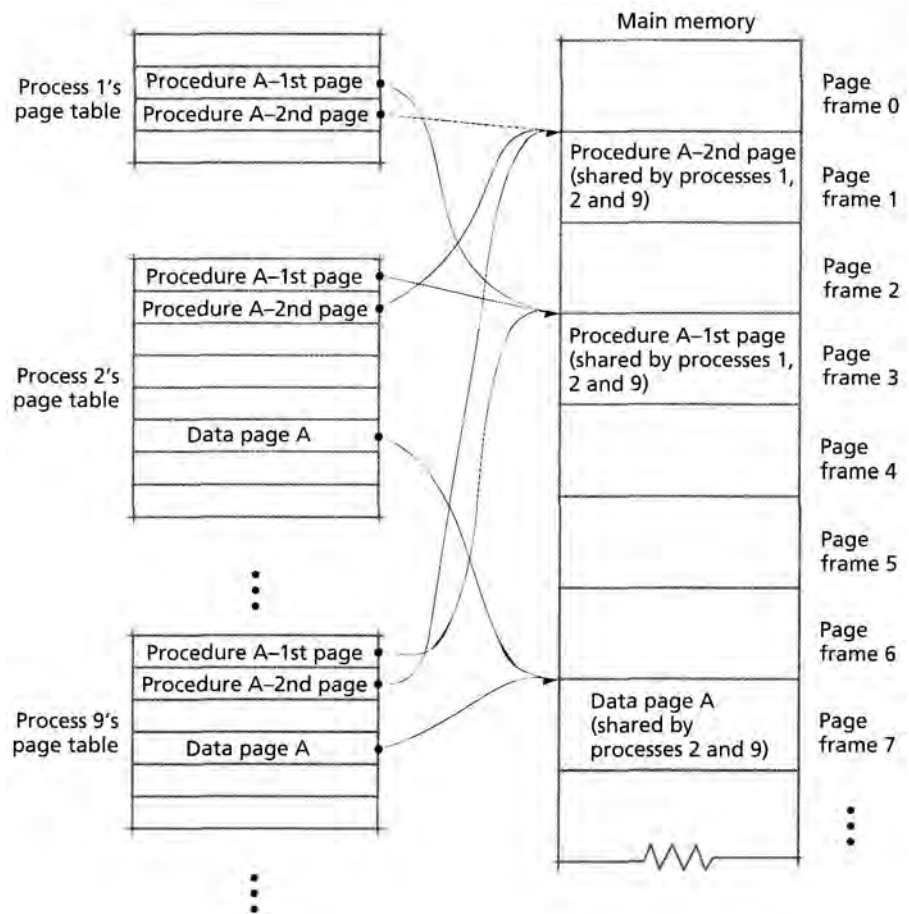 Process 1's
page table
Procedure A–1st page
Procedure A–2nd page
Process 2's
page table
Procedure A–1st page
Procedure A–2nd page
Data page A
Process 9's
page table
Procedure A–1st page
Procedure A–2nd page
Data page A
Main memory
Page
frame 0
Procedure A–2nd page
(shared by processes 1,
2 and 9)
Page
frame 1
Page
frame 2
Procedure A–1st page
(shared by processes 1,
2 and 9)
Page
frame 3
Page
frame 4
Page
frame 5
Page
frame 6
Data page A
(shared by
processes 2 and 9)
Page
frame 7